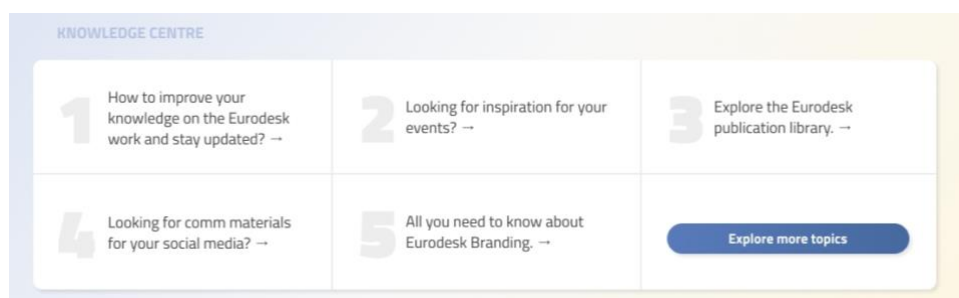 KNOWLEDGE CENTRE
1
How to improve your
knowledge on the Eurodesk
work and stay updated? →
2
Looking for inspiration for your
events? →
3
Explore the Eurodesk
publication library. →
4
Looking for comm materials
for your social media? →
5
All you need to know about
Eurodesk Branding. →
Explore more topics